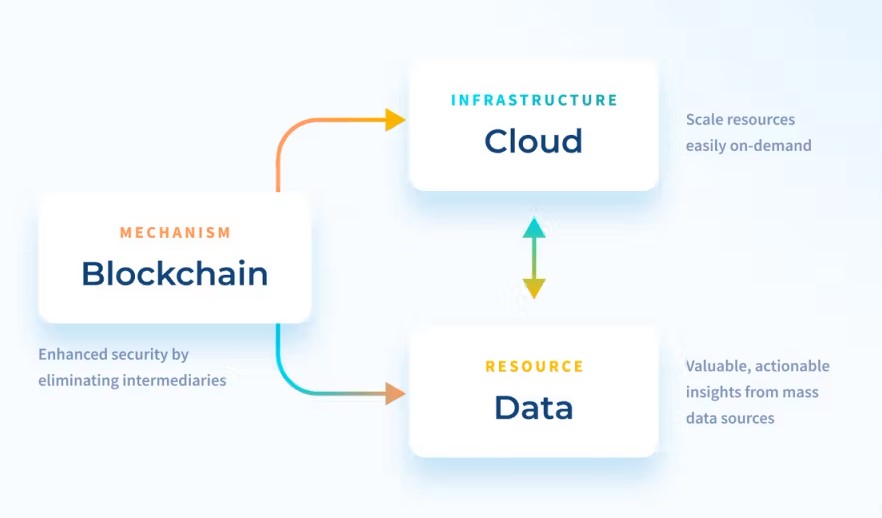 INFRASTRUCTURE
Cloud
Scale resources
easily on-demand
MECHANISM
Blockchain
Enhanced security by
eliminating intermediaries
RESOURCE
Data
Valuable, actionable
insights from mass
data sources